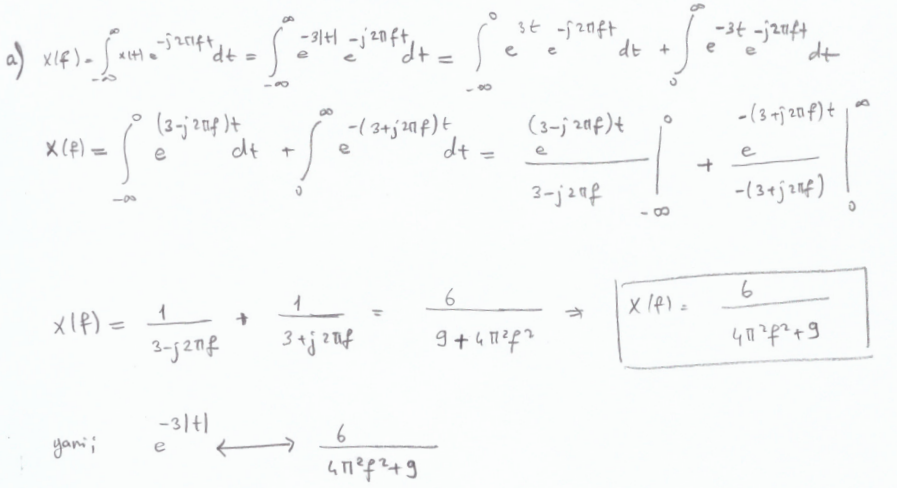 a) X(f) = ∫_{-∞}^{∞} x(t) e^{-j2πft} dt = ∫_{-∞}^{∞} e^{-3|t|} e^{-j2πft} dt = ∫_{-∞}^{0} e^{3t} e^{-j2πft} dt + ∫_{0}^{∞} e^{-3t} e^{-j2πft} dt
X(f) = ∫_{-∞}^{0} e^{(3-j2πf)t} dt + ∫_{0}^{∞} e^{-(3+j2πf)t} dt = e^{(3-j2πf)t} / (3-j2πf) |_{-∞}^{0} + e^{-(3+j2πf)t} / -(3+j2πf) |_{0}^{∞}
X(f) = 1 / (3-j2πf) + 1 / (3+j2πf) = 6 / (9+4π²f²) ⇒ X(f) = 6 / (4π²f²+9)
yani; e^{-3|t|} ⟷ 6 / (4π²f²+9)